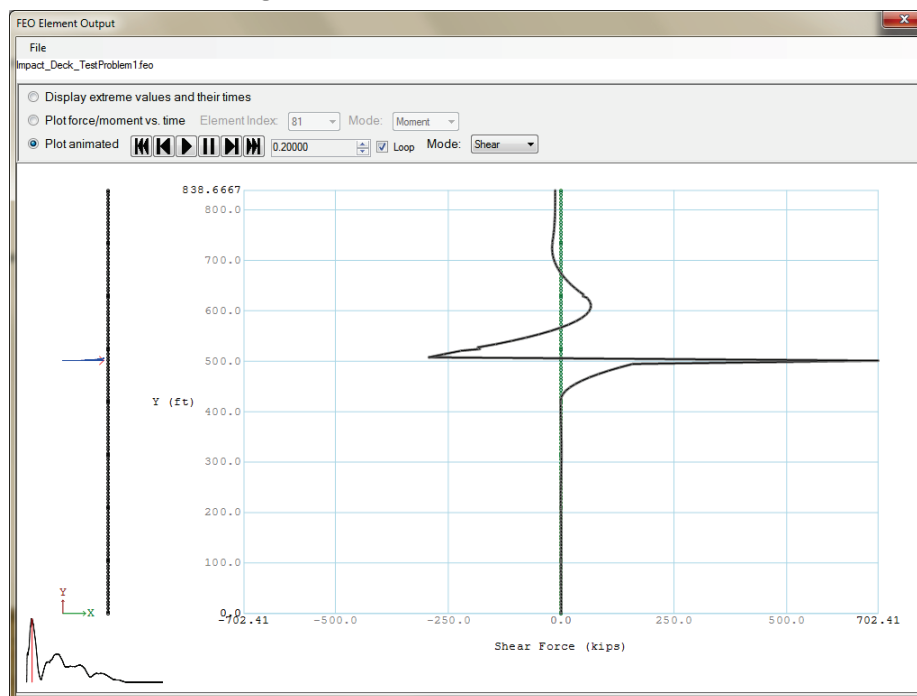 FEO Element Output
File
Impact_Deck_TestProblem1.feo
Display extreme values and their times
Plot force/moment vs. time Element Index: 81 Mode: Moment
Plot animated 0.20000 Loop Mode: Shear
838.6667
800.0
700.0
600.0
500.0
Y (ft)
400.0
300.0
200.0
100.0
Y
X
0.0
-702.41 -500.0 -250.0 0.0 250.0 500.0 702.41
Shear Force (kips)